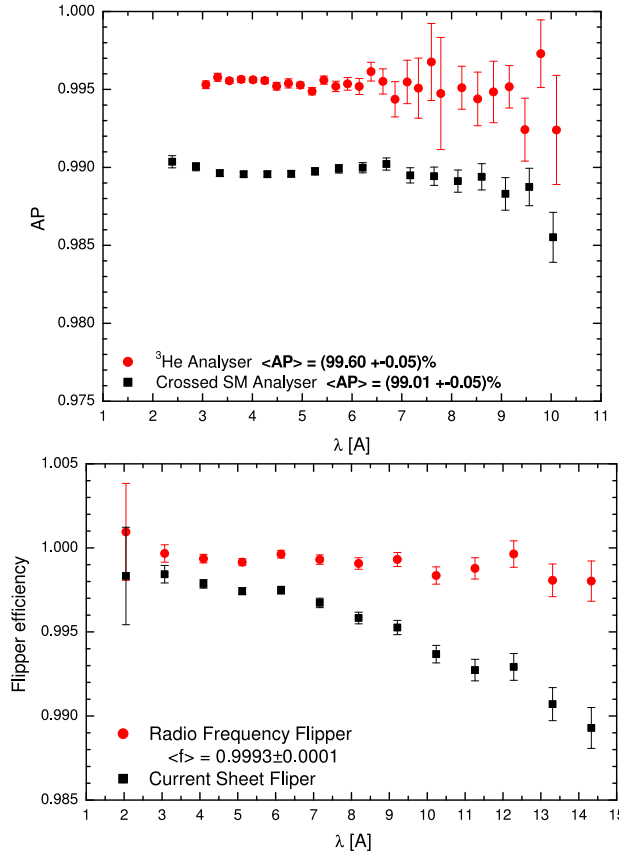 1.000
0.995
0.990
0.985
0.980
0.975
AP
³He Analyser <AP> = (99.60 +-0.05)%
Crossed SM Analyser <AP> = (99.01 +-0.05)%
1 2 3 4 5 6 7 8 9 10 11
λ [A]
1.005
1.000
0.995
0.990
0.985
Flipper efficiency
Radio Frequency Flipper
<f> = 0.9993±0.0001
Current Sheet Fliper
1 2 3 4 5 6 7 8 9 10 11 12 13 14 15
λ [A]